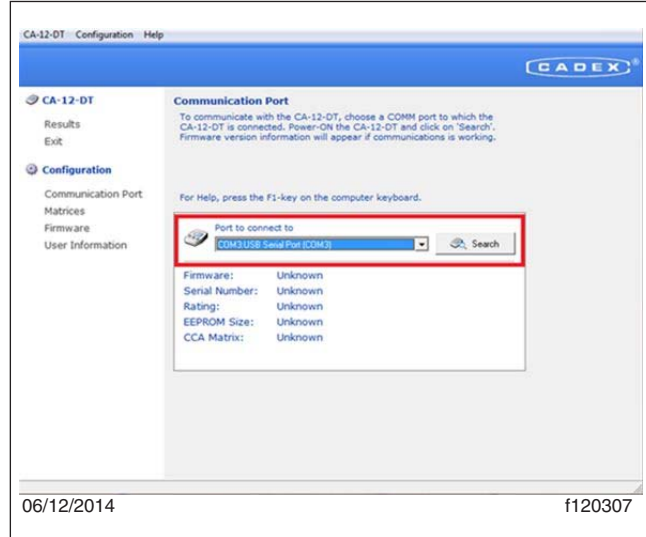 CA-12-DT Configuration Help
CADEX®
CA-12-DT
Results
Exit
Configuration
Communication Port
Matrices
Firmware
User Information
Communication Port
To communicate with the CA-12-DT, choose a COMM port to which the
CA-12-DT is connected. Power-ON the CA-12-DT and click on 'Search'.
Firmware version information will appear if communications is working.
For Help, press the F1-key on the computer keyboard.
Port to connect to
COM3:USB Serial Port (COM3)
Search
Firmware: Unknown
Serial Number: Unknown
Rating: Unknown
EEPROM Size: Unknown
CCA Matrix: Unknown
06/12/2014 f120307